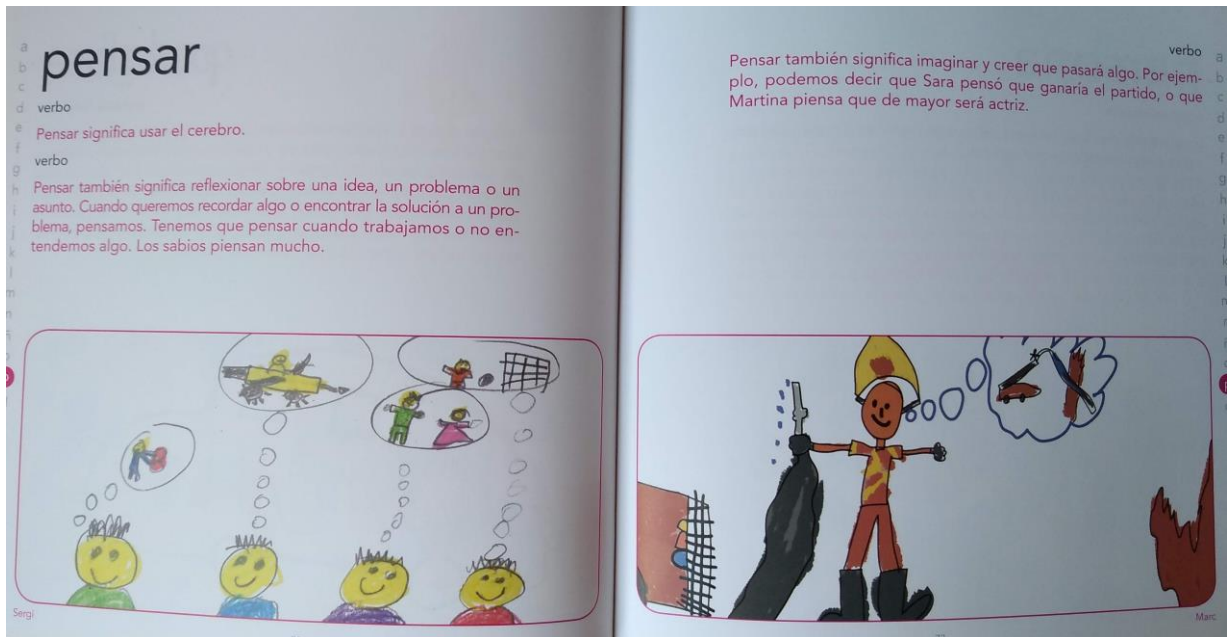 pensar
verbo
Pensar significa usar el cerebro.
verbo
Pensar también significa reflexionar sobre una idea, un problema o un
asunto. Cuando queremos recordar algo o encontrar la solución a un pro-
blema, pensamos. Tenemos que pensar cuando trabajamos o no en-
tendemos algo. Los sabios piensan mucho.
Sergi
verbo
Pensar también significa imaginar y creer que pasará algo. Por ejem-
plo, podemos decir que Sara pensó que ganaría el partido, o que
Martina piensa que de mayor será actriz.
Marc
a
b
c
d
e
f
g
h
i
j
k
l
m
n
ñ